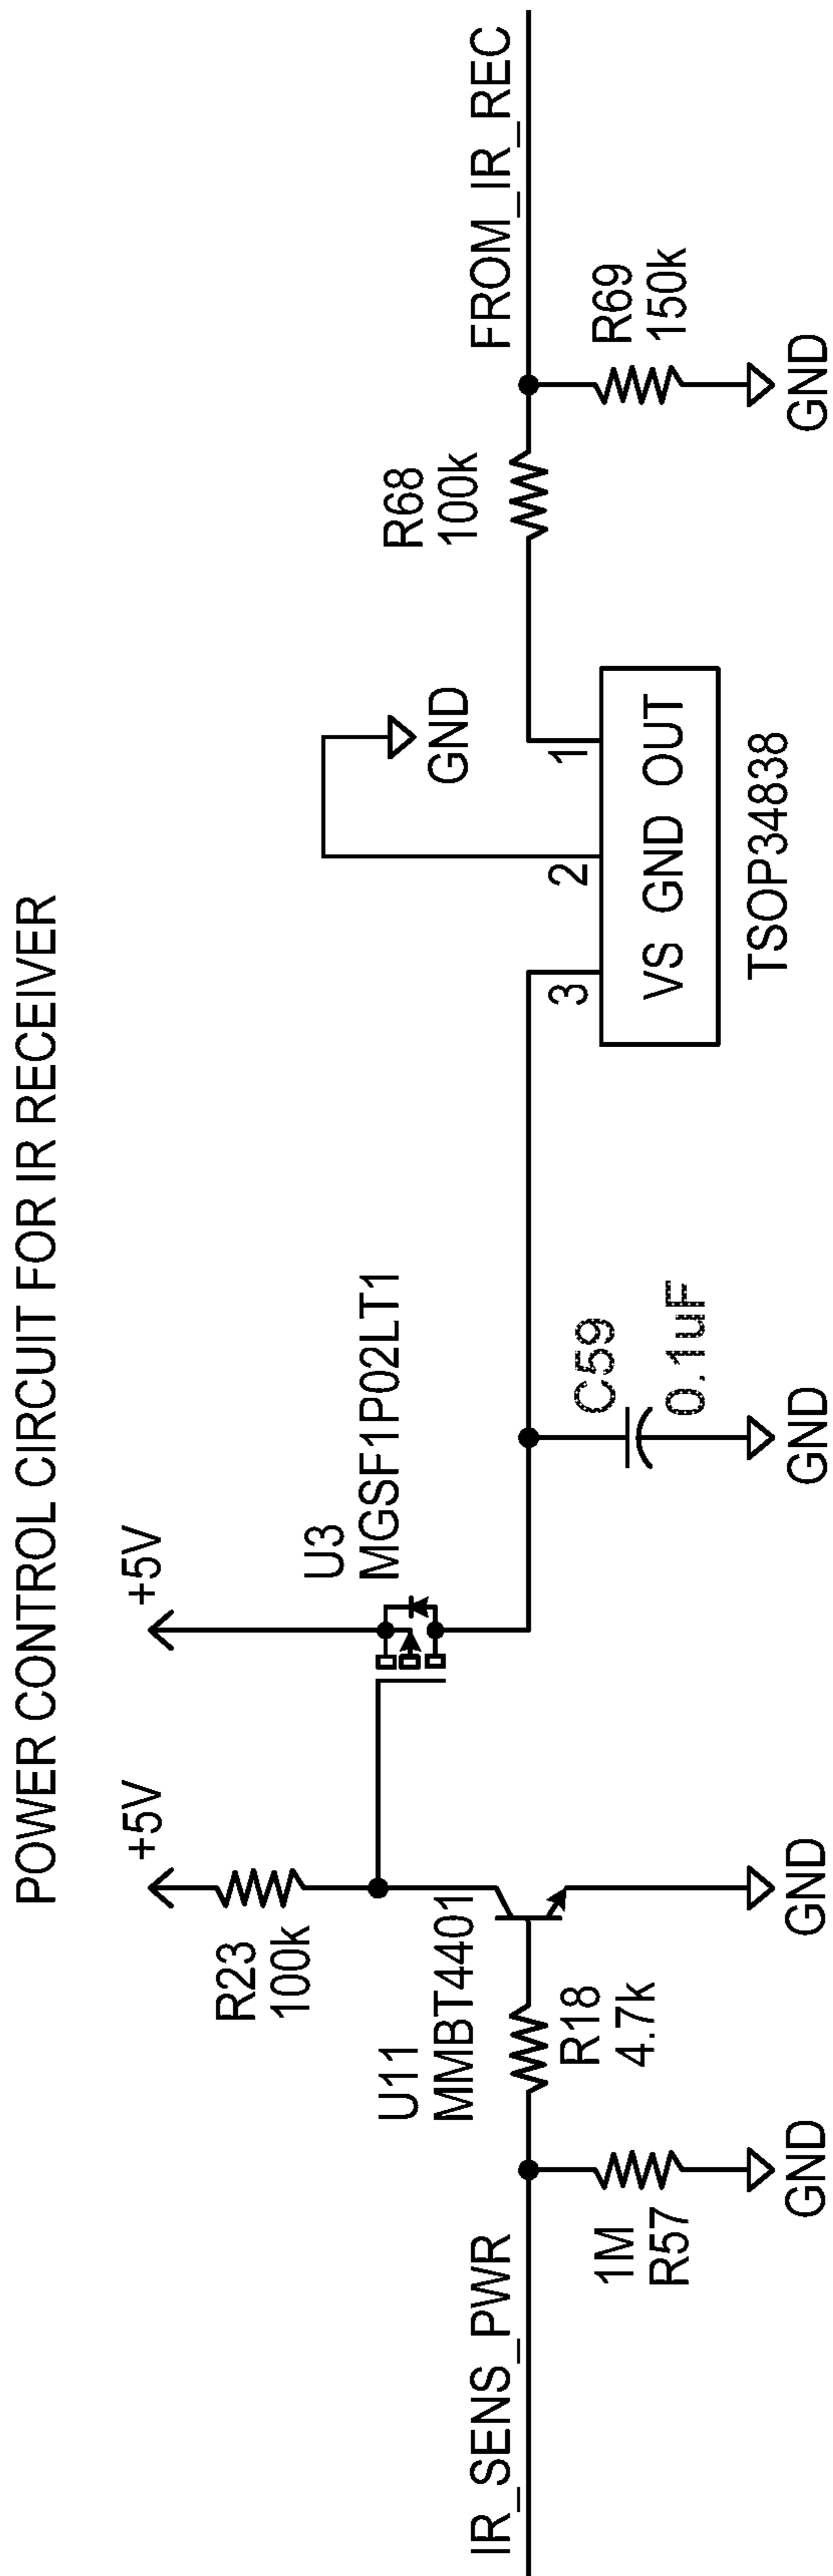 POWER CONTROL CIRCUIT FOR IR RECEIVER
IR_SENS_PWR
1M
R57
GND
R18
4.7k
U11
MMBT4401
R23
100k
+5V
GND
+5V
U3
MGSF1P02LT1
C59
0.1uF
GND
3
2
1
VS GND OUT
TSOP34838
GND
R68
100k
R69
150k
GND
FROM_IR_REC